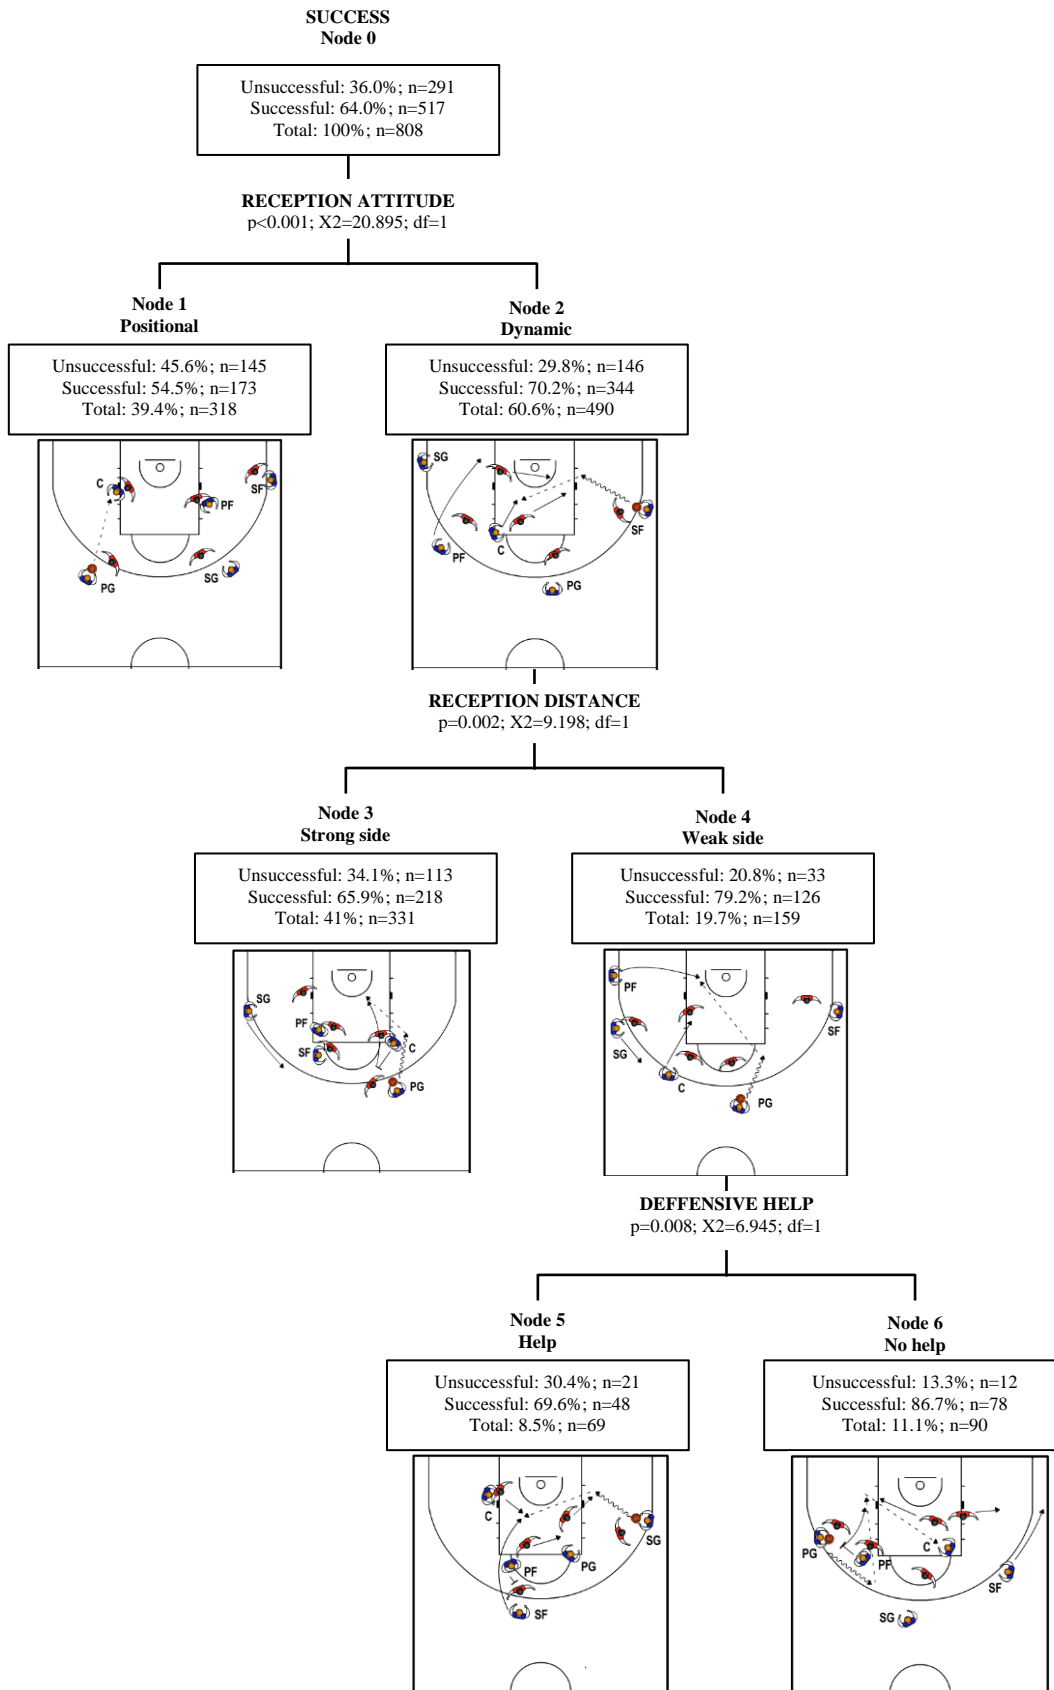 SUCCESS
Node 0
Unsuccessful: 36.0%; n=291
Successful: 64.0%; n=517
Total: 100%; n=808
RECEPTION ATTITUDE
p<0.001; X2=20.895; df=1
Node 1
Positional
Unsuccessful: 45.6%; n=145
Successful: 54.5%; n=173
Total: 39.4%; n=318
C
SF
PF
PG
SG
Node 2
Dynamic
Unsuccessful: 29.8%; n=146
Successful: 70.2%; n=344
Total: 60.6%; n=490
SG
SF
C
PF
PG
RECEPTION DISTANCE
p=0.002; X2=9.198; df=1
Node 3
Strong side
Unsuccessful: 34.1%; n=113
Successful: 65.9%; n=218
Total: 41%; n=331
SG
PF
C
SF
PG
Node 4
Weak side
Unsuccessful: 20.8%; n=33
Successful: 79.2%; n=126
Total: 19.7%; n=159
PF
SF
SG
C
PG
DEFFENSIVE HELP
p=0.008; X2=6.945; df=1
Node 5
Help
Unsuccessful: 30.4%; n=21
Successful: 69.6%; n=48
Total: 8.5%; n=69
C
SG
PF
PG
SF
Node 6
No help
Unsuccessful: 13.3%; n=12
Successful: 86.7%; n=78
Total: 11.1%; n=90
PG
C
PF
SF
SG